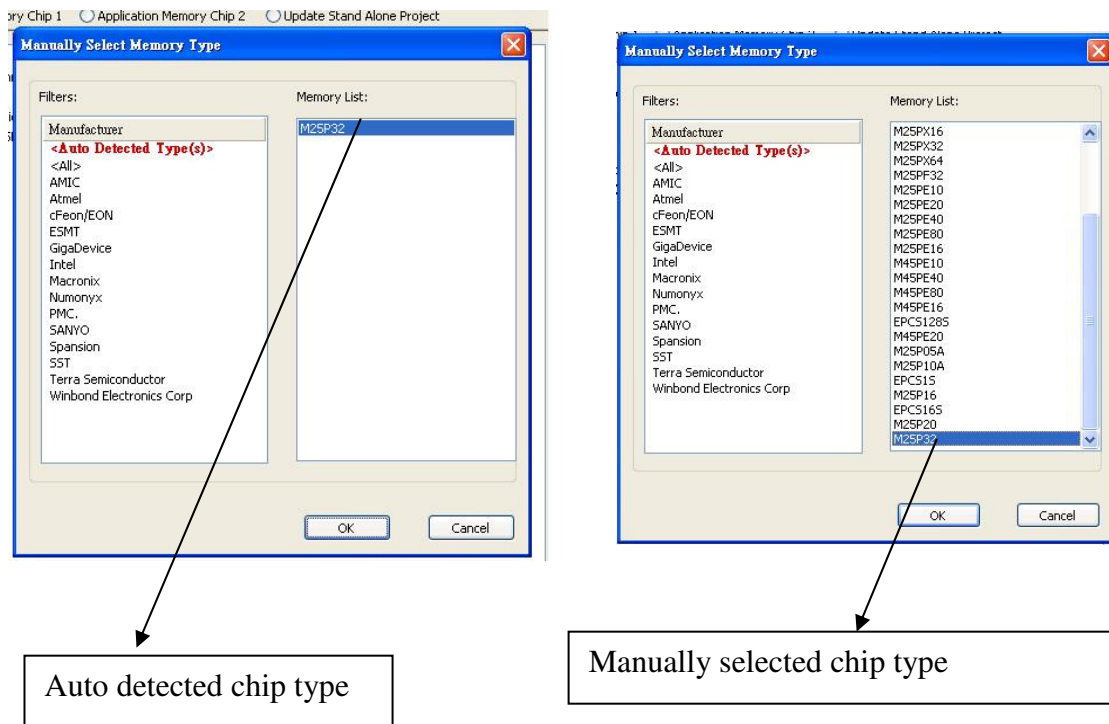 ory Chip 1 Application Memory Chip 2 Update Stand Alone Project
Manually Select Memory Type
Filters:
Memory List:
Manufacturer
<Auto Detected Type(s)>
<All>
AMIC
Atmel
cFeon/EON
ESMT
GigaDevice
Intel
Macronix
Numonyx
PMC.
SANYO
Spansion
SST
Terra Semiconductor
Winbond Electronics Corp
M25P32
OK
Cancel
Auto detected chip type
Manually Select Memory Type
Filters:
Memory List:
Manufacturer
<Auto Detected Type(s)>
<All>
AMIC
Atmel
cFeon/EON
ESMT
GigaDevice
Intel
Macronix
Numonyx
PMC.
SANYO
Spansion
SST
Terra Semiconductor
Winbond Electronics Corp
M25PX16
M25PX32
M25PX64
M25PF32
M25PE10
M25PE20
M25PE40
M25PE80
M25PE16
M45PE10
M45PE40
M45PE80
M45PE16
EPCS128S
M45PE20
M25P05A
M25P10A
EPCS1S
M25P16
EPCS16S
M25P20
M25P32
OK
Cancel
Manually selected chip type